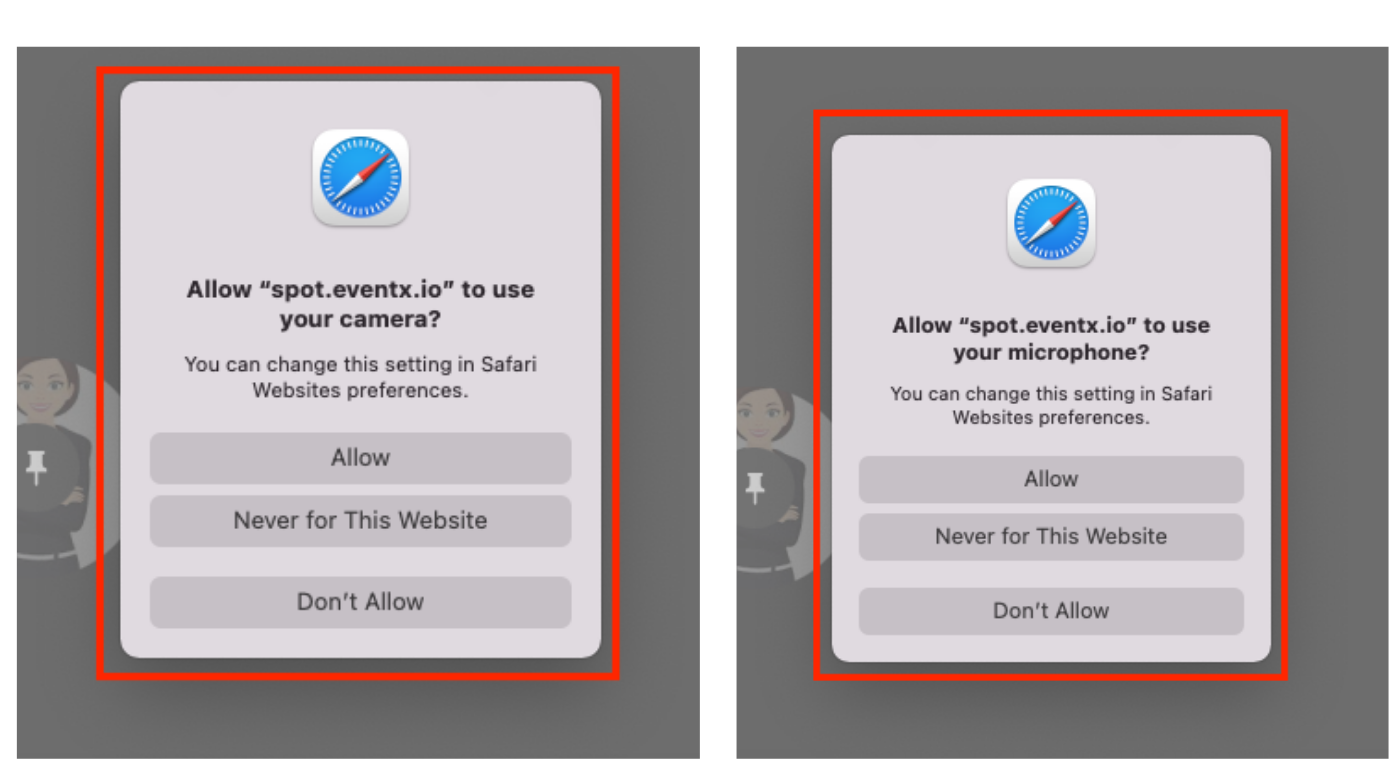 Allow “spot.eventx.io” to use
your camera?
You can change this setting in Safari
Websites preferences.
Allow
Never for This Website
Don’t Allow
Allow “spot.eventx.io” to use
your microphone?
You can change this setting in Safari
Websites preferences.
Allow
Never for This Website
Don’t Allow